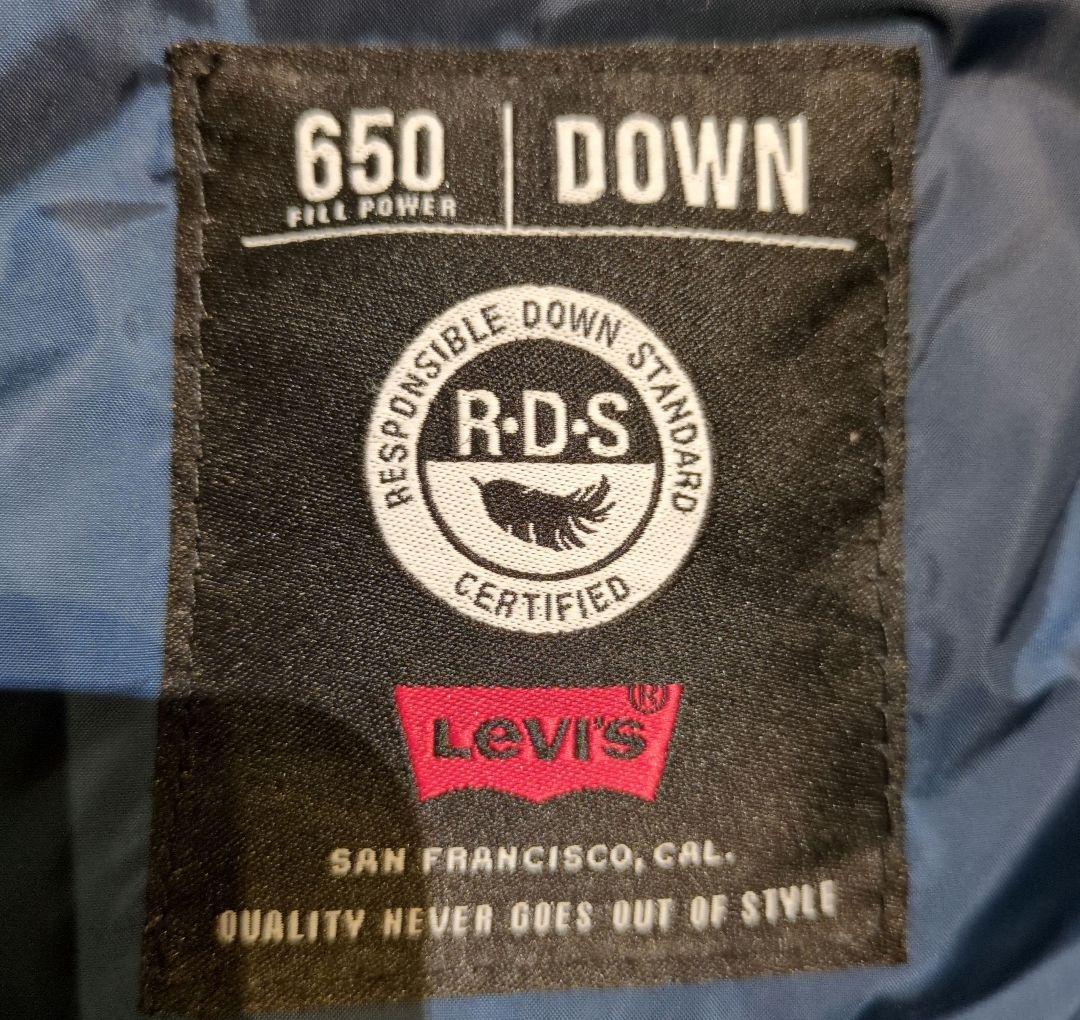 650 | DOWN
FILL POWER
RESPONSIBLE DOWN STANDARD
R·D·S
CERTIFIED
LEVI'S®
SAN FRANCISCO, CAL.
QUALITY NEVER GOES OUT OF STYLE